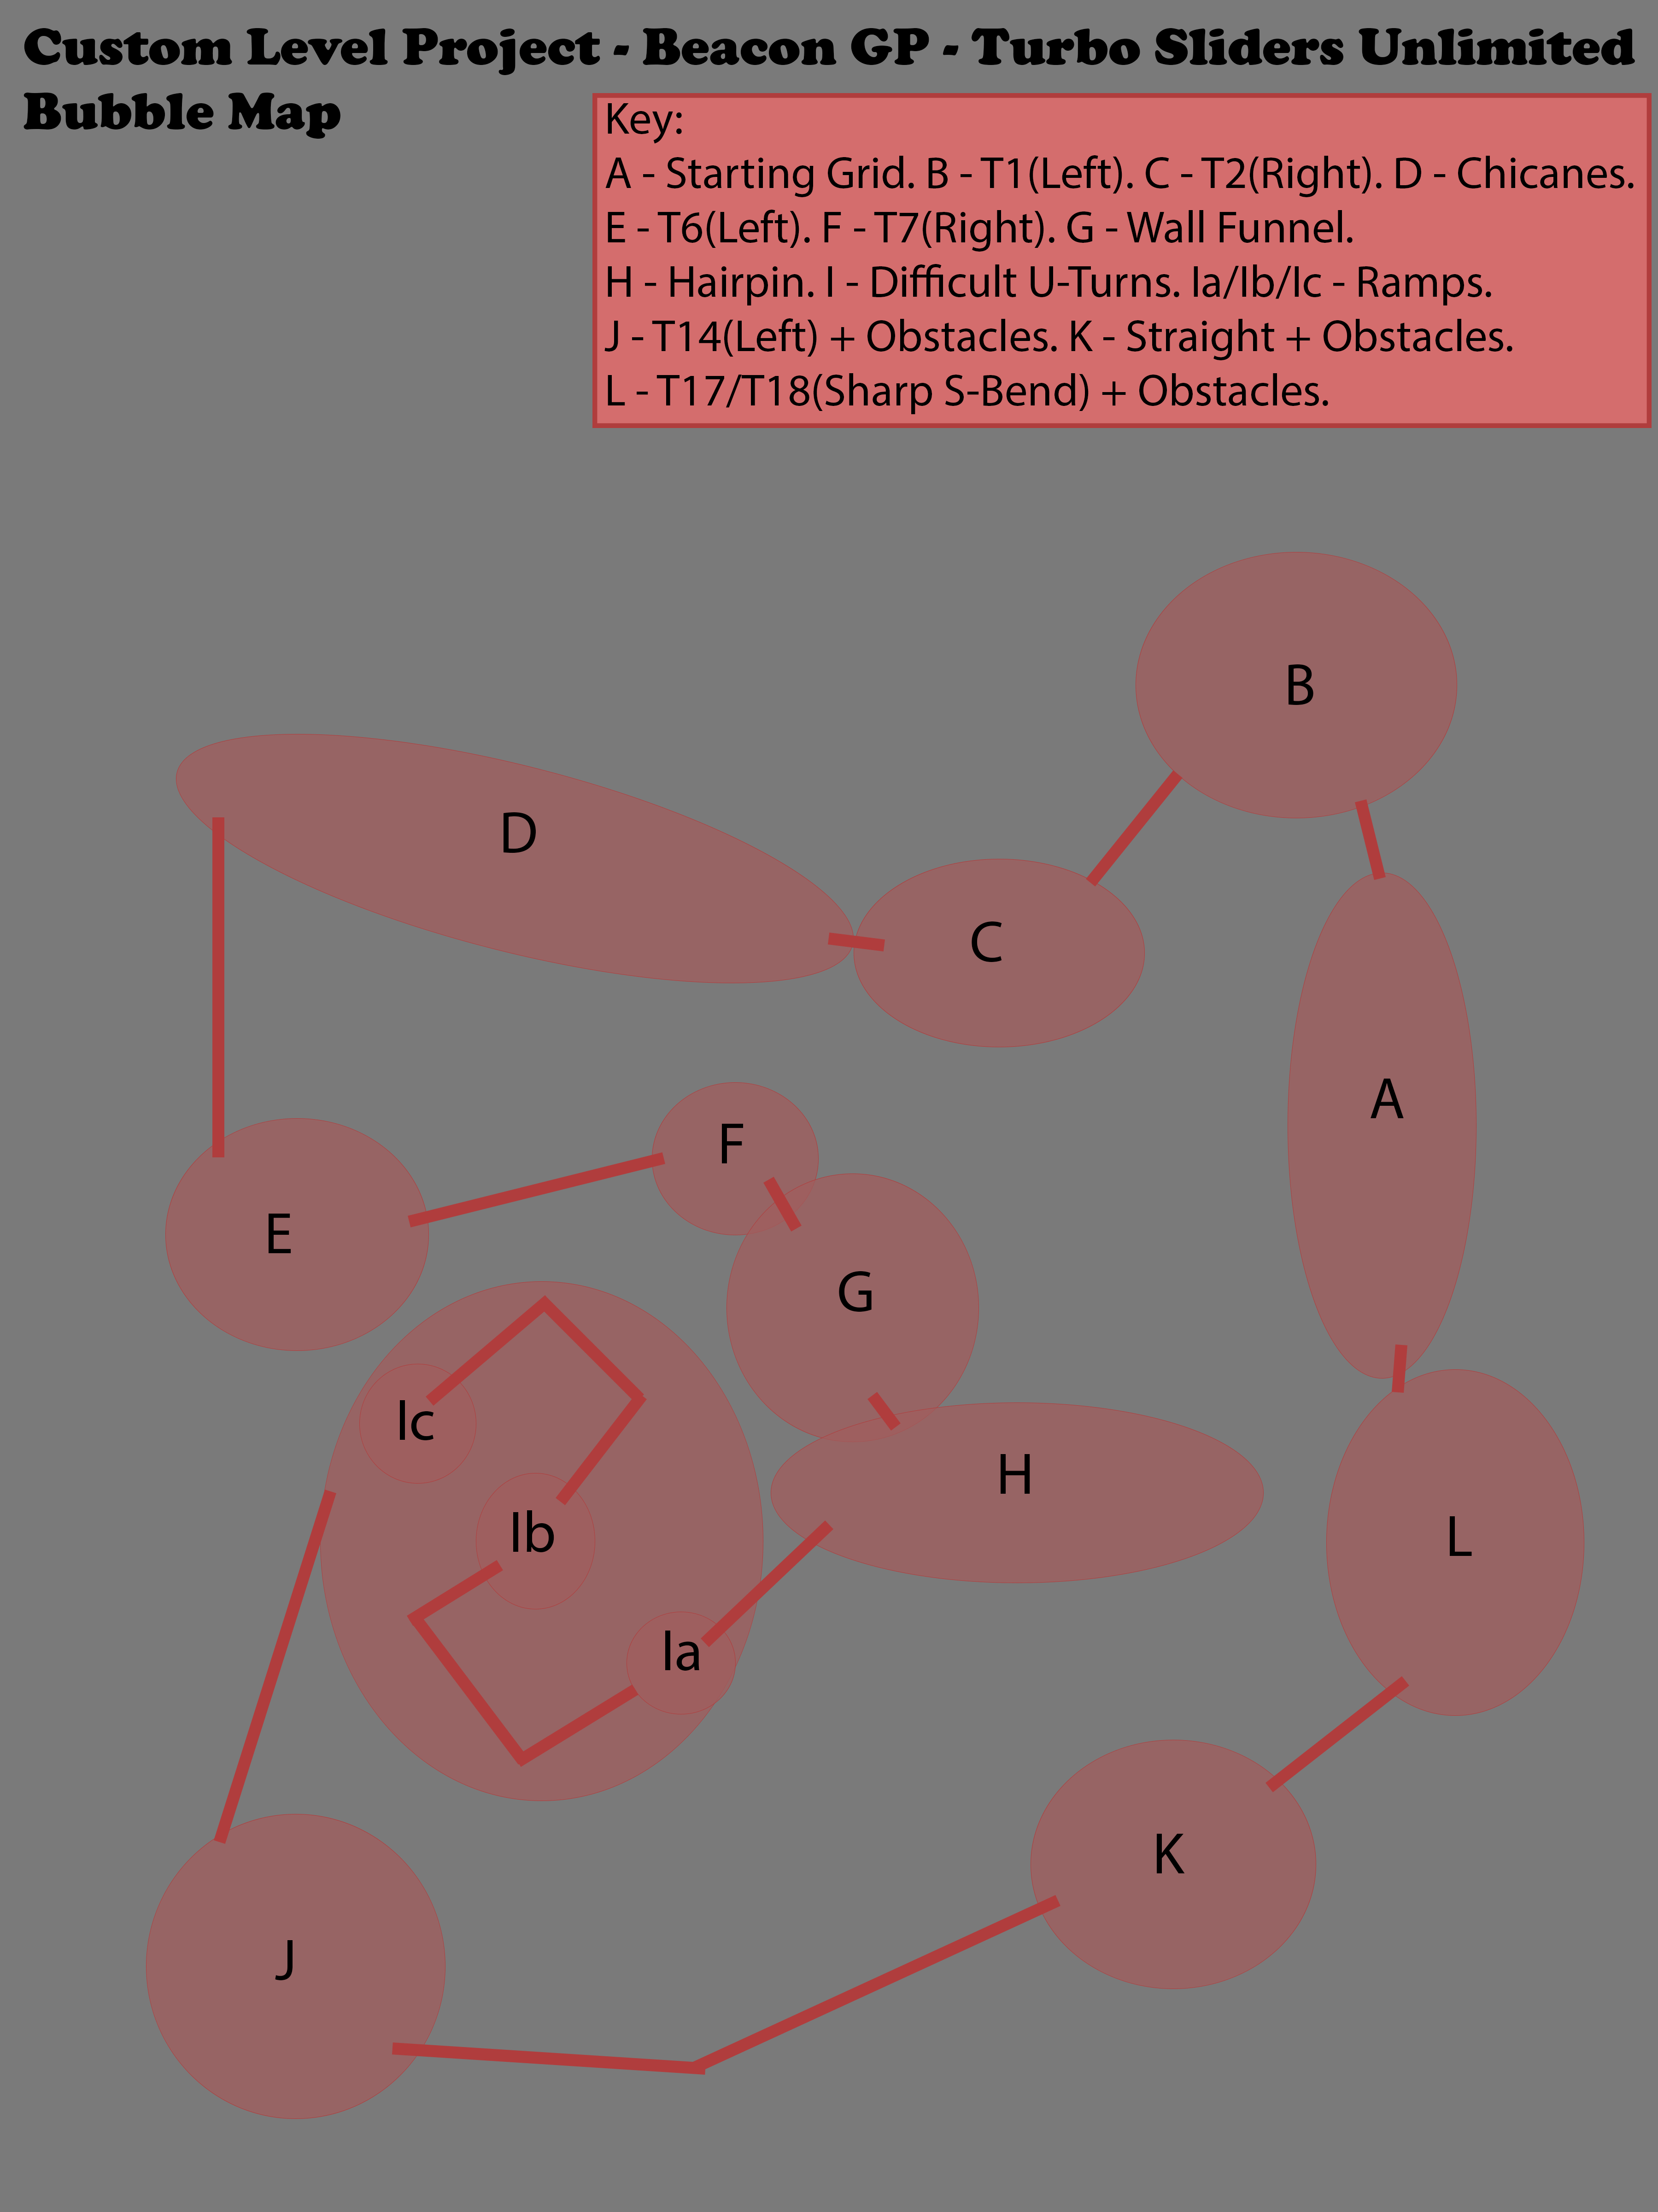 Custom Level Project - Beacon GP - Turbo Sliders Unlimited
Bubble Map
Key:
A - Starting Grid. B - T1(Left). C - T2(Right). D - Chicanes.
E - T6(Left). F - T7(Right). G - Wall Funnel.
H - Hairpin. I - Difficult U-Turns. Ia/Ib/Ic - Ramps.
J - T14(Left) + Obstacles. K - Straight + Obstacles.
L - T17/T18(Sharp S-Bend) + Obstacles.
B
D
C
A
F
E
G
Ic
H
Ib
L
Ia
K
J